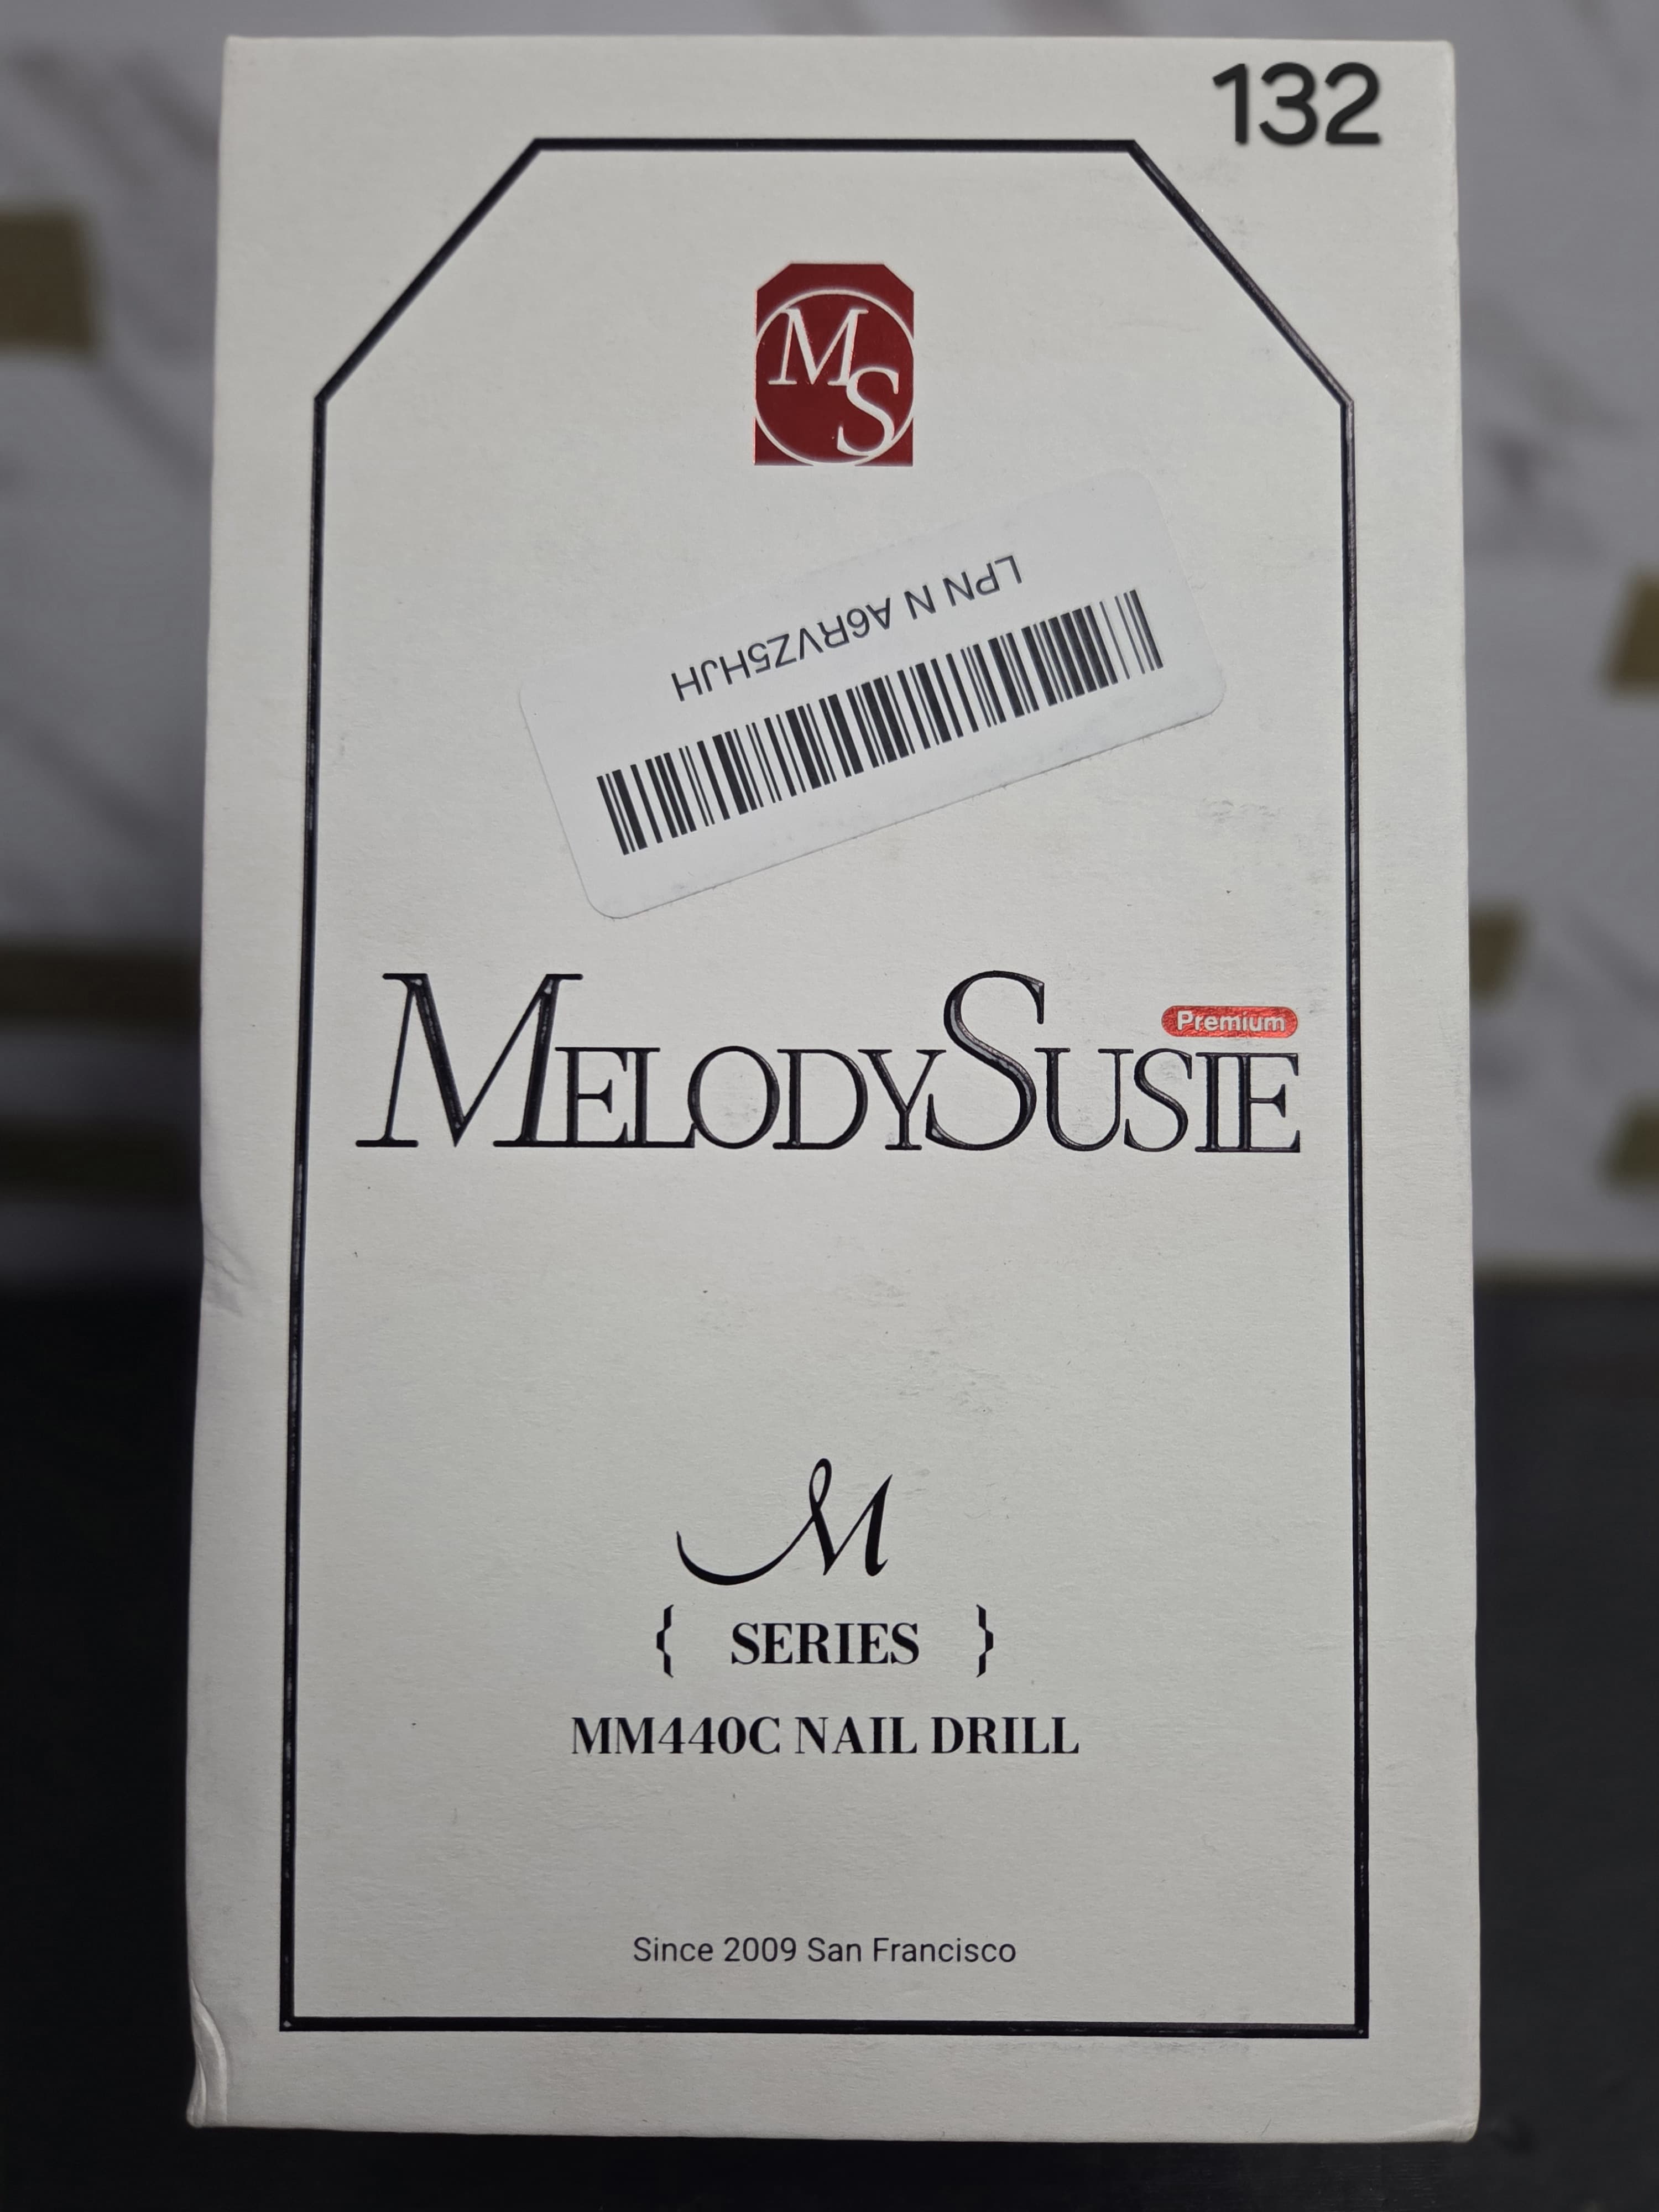 132
MS
LPN N A6RVZ5HJH
MELODYSUSIE
Premium
M
{ SERIES }
MM440C NAIL DRILL
Since 2009 San Francisco